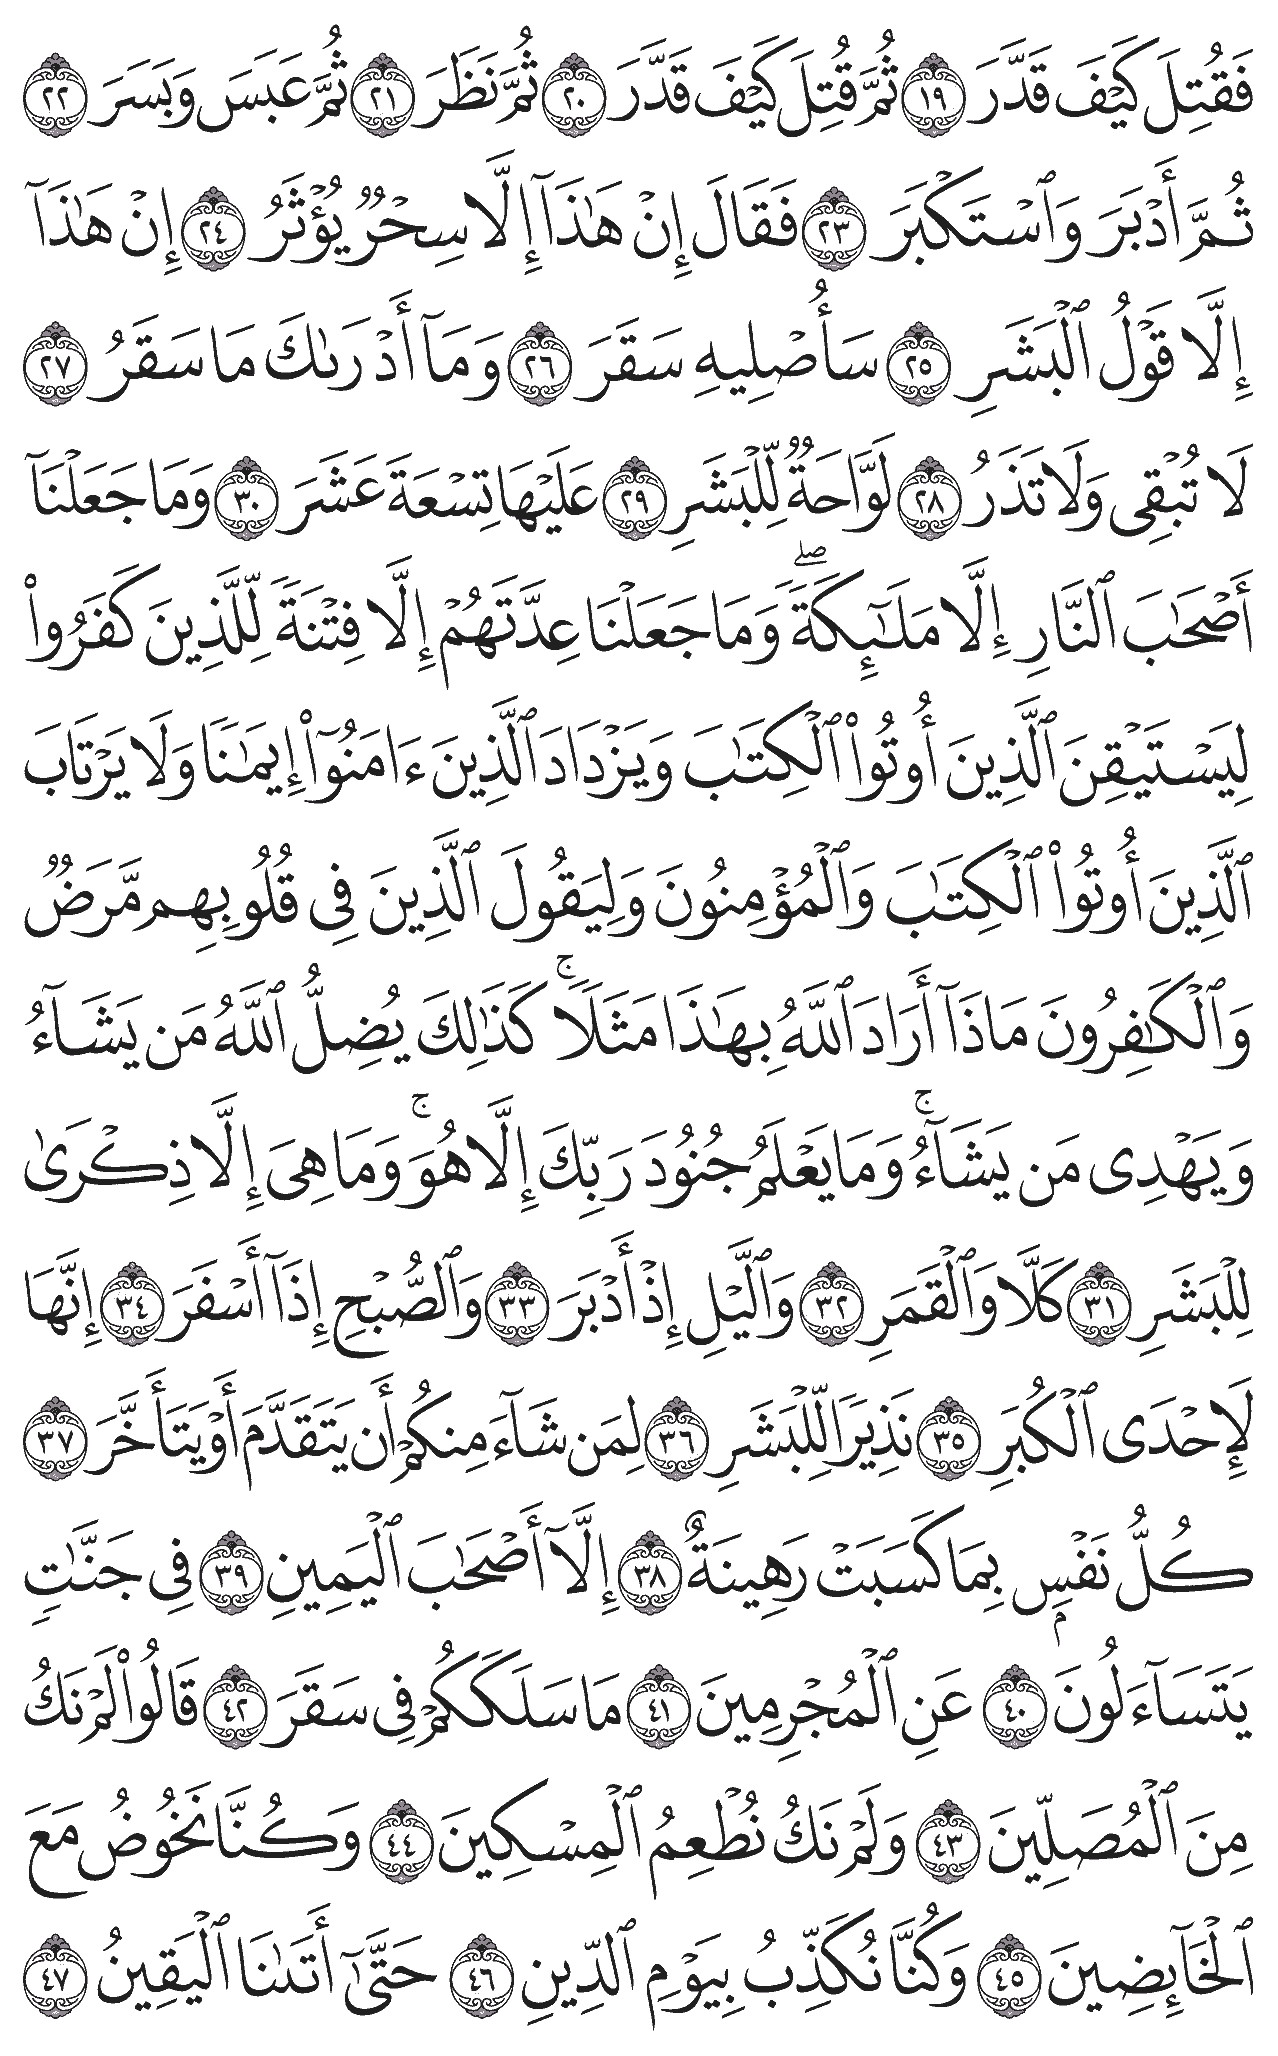 فَقُتِلَ كَيۡفَ قَدَّرَ ١٩ ثُمَّ قُتِلَ كَيۡفَ قَدَّرَ ٢٠ ثُمَّ نَظَرَ ٢١ ثُمَّ عَبَسَ وَبَسَرَ ٢٢
ثُمَّ أَدۡبَرَ وَٱسۡتَكۡبَرَ ٢٣ فَقَالَ إِنۡ هَٰذَآ إِلَّا سِحۡرٞ يُؤۡثَرُ ٢٤ إِنۡ هَٰذَآ
إِلَّا قَوۡلُ ٱلۡبَشَرِ ٢٥ سَأُصۡلِيهِ سَقَرَ ٢٦ وَمَآ أَدۡرَىٰكَ مَا سَقَرُ ٢٧
لَا تُبۡقِي وَلَا تَذَرُ ٢٨ لَوَّاحَةٞ لِّلۡبَشَرِ ٢٩ عَلَيۡهَا تِسۡعَةَ عَشَرَ ٣٠ وَمَا جَعَلۡنَآ
أَصۡحَٰبَ ٱلنَّارِ إِلَّا مَلَٰٓئِكَةٗۖ وَمَا جَعَلۡنَا عِدَّتَهُمۡ إِلَّا فِتۡنَةٗ لِّلَّذِينَ كَفَرُواْ
لِيَسۡتَيۡقِنَ ٱلَّذِينَ أُوتُواْ ٱلۡكِتَٰبَ وَيَزۡدَادَ ٱلَّذِينَ ءَامَنُوٓاْ إِيمَٰنٗا وَلَا يَرۡتَابَ
ٱلَّذِينَ أُوتُواْ ٱلۡكِتَٰبَ وَٱلۡمُؤۡمِنُونَ وَلِيَقُولَ ٱلَّذِينَ فِي قُلُوبِهِم مَّرَضٞ
وَٱلۡكَٰفِرُونَ مَاذَآ أَرَادَ ٱللَّهُ بِهَٰذَا مَثَلٗاۚ كَذَٰلِكَ يُضِلُّ ٱللَّهُ مَن يَشَآءُ
وَيَهۡدِي مَن يَشَآءُۚ وَمَا يَعۡلَمُ جُنُودَ رَبِّكَ إِلَّا هُوَۚ وَمَا هِيَ إِلَّا ذِكۡرَىٰ
لِلۡبَشَرِ ٣١ كَلَّا وَٱلۡقَمَرِ ٣٢ وَٱلَّيۡلِ إِذۡ أَدۡبَرَ ٣٣ وَٱلصُّبۡحِ إِذَآ أَسۡفَرَ ٣٤ إِنَّهَا
لَإِحۡدَى ٱلۡكُبَرِ ٣٥ نَذِيرٗا لِّلۡبَشَرِ ٣٦ لِمَن شَآءَ مِنكُمۡ أَن يَتَقَدَّمَ أَوۡ يَتَأَخَّرَ ٣٧
كُلُّ نَفۡسِۭ بِمَا كَسَبَتۡ رَهِينَةٌ ٣٨ إِلَّآ أَصۡحَٰبَ ٱلۡيَمِينِ ٣٩ فِي جَنَّٰتٖ
يَتَسَآءَلُونَ ٤٠ عَنِ ٱلۡمُجۡرِمِينَ ٤١ مَا سَلَكَكُمۡ فِي سَقَرَ ٤٢ قَالُواْ لَمۡ نَكُ
مِنَ ٱلۡمُصَلِّينَ ٤٣ وَلَمۡ نَكُ نُطۡعِمُ ٱلۡمِسۡكِينَ ٤٤ وَكُنَّا نَخُوضُ مَعَ
ٱلۡخَآئِضِينَ ٤٥ وَكُنَّا نُكَذِّبُ بِيَوۡمِ ٱلدِّينِ ٤٦ حَتَّىٰٓ أَتَىٰنَا ٱلۡيَقِينُ ٤٧